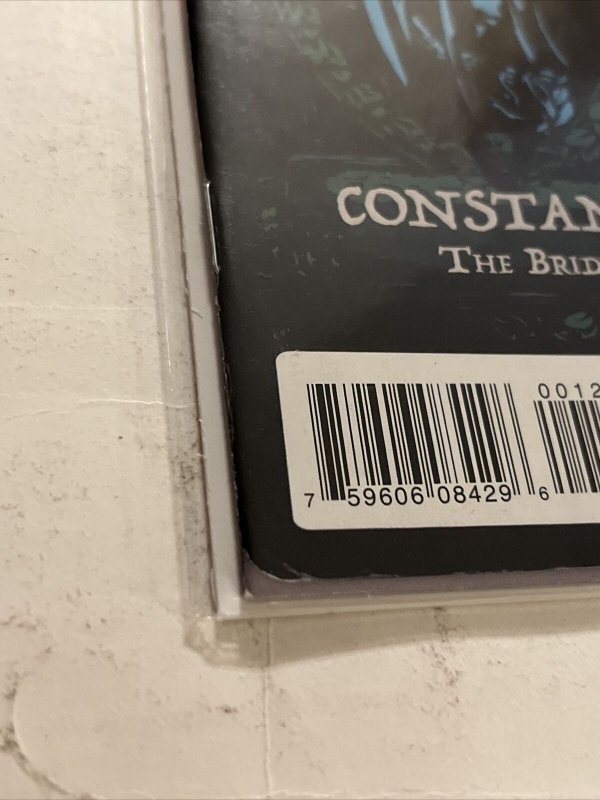 CONSTAN
THE BRID
0012
7 59606 08429 6